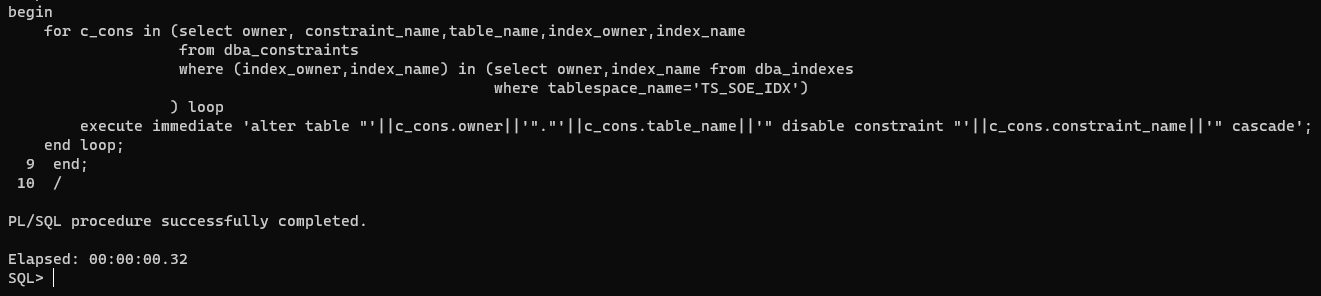 begin
    for c_cons in (select owner, constraint_name,table_name,index_owner,index_name
                   from dba_constraints
                   where (index_owner,index_name) in (select owner,index_name from dba_indexes
                                                      where tablespace_name='TS_SOE_IDX')
                  ) loop
        execute immediate 'alter table "'||c_cons.owner||'"."'||c_cons.table_name||'" disable constraint "'||c_cons.constraint_name||'" cascade';
    end loop;
  9  end;
 10  /
PL/SQL procedure successfully completed.
Elapsed: 00:00:00.32
SQL>